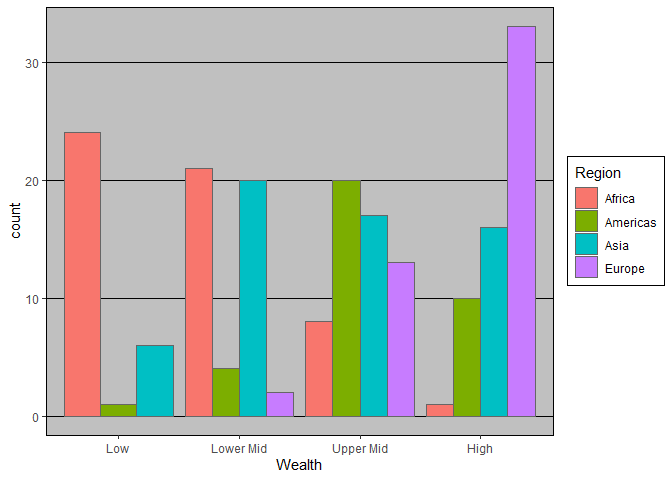 count
30
20
10
0
Low
Lower Mid
Upper Mid
High
Wealth
Region
Africa
Americas
Asia
Europe